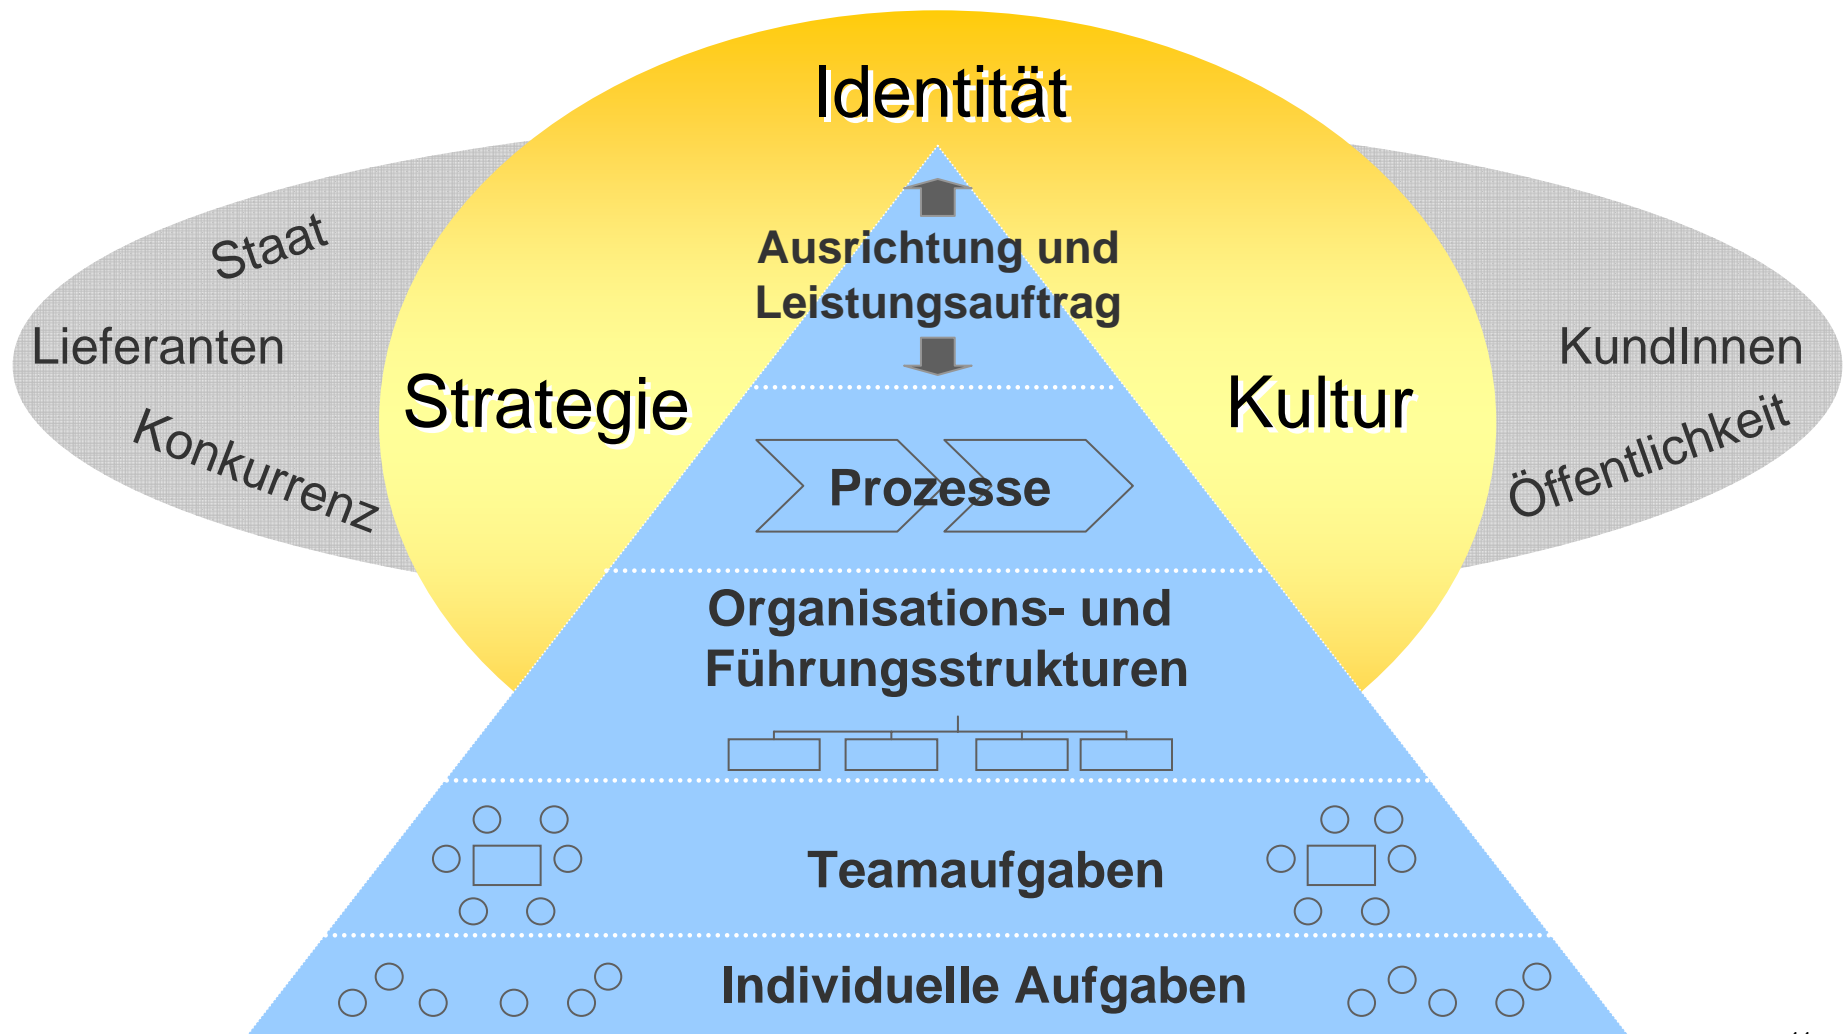 Identität
Staat
Ausrichtung und
Leistungsauftrag
Lieferanten
KundInnen
Strategie
Kultur
Konkurrenz
Öffentlichkeit
Prozesse
Organisations- und
Führungsstrukturen
Teamaufgaben
Individuelle Aufgaben